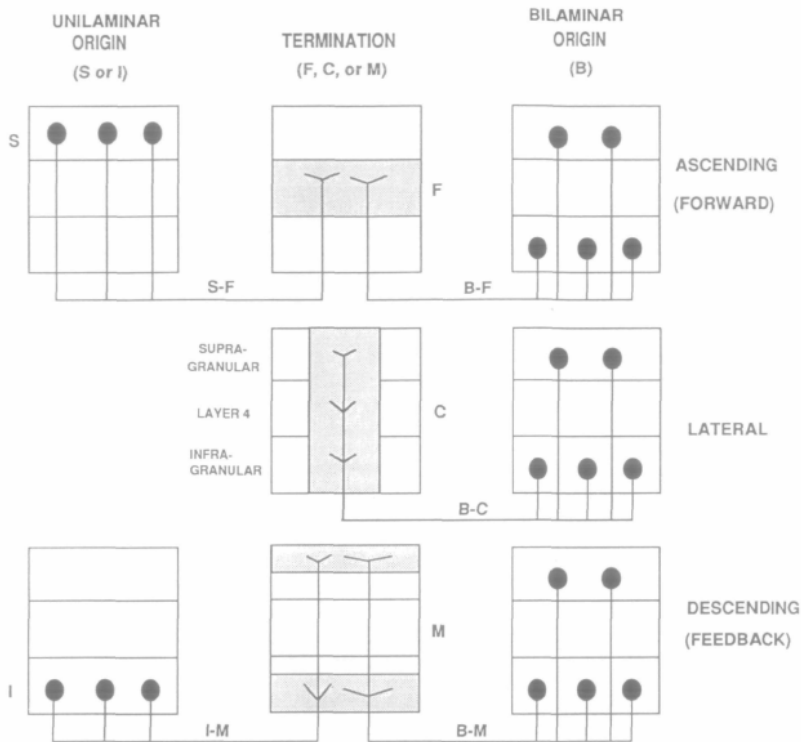 UNILAMINAR
ORIGIN
(S or I)
TERMINATION
(F, C, or M)
BILAMINAR
ORIGIN
(B)
S
F
ASCENDING
(FORWARD)
S-F
B-F
SUPRA-
GRANULAR
LAYER 4
INFRA-
GRANULAR
C
LATERAL
B-C
I
M
DESCENDING
(FEEDBACK)
I-M
B-M